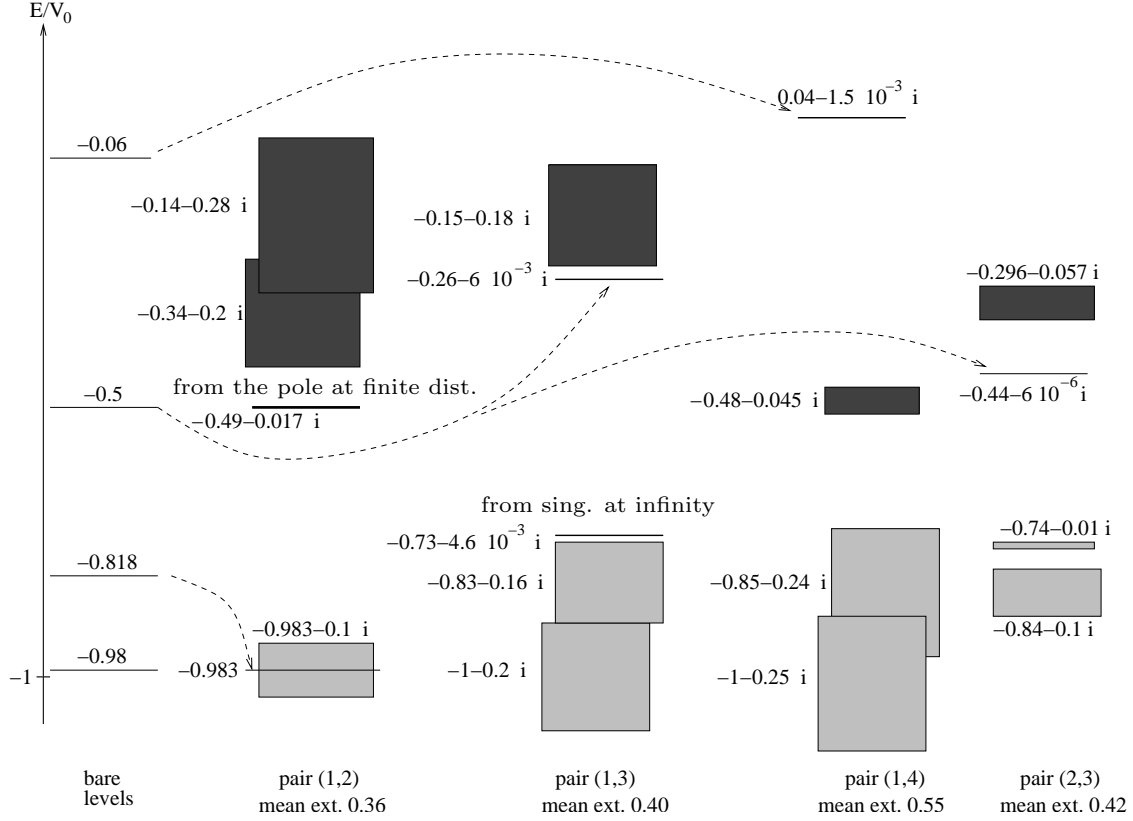 E/V₀
0.04–1.5 10⁻³ i
–0.06
–0.14–0.28 i
–0.15–0.18 i
–0.26–6 10⁻³ i
–0.296–0.057 i
–0.34–0.2 i
from the pole at finite dist.
–0.5
–0.49–0.017 i
–0.48–0.045 i
–0.44–6 10⁻⁶ i
from sing. at infinity
–0.73–4.6 10⁻³ i
–0.74–0.01 i
–0.818
–0.83–0.16 i
–0.85–0.24 i
–0.983–0.1 i
–0.84–0.1 i
–0.98
–0.983
–1–0.2 i
–1–0.25 i
–1
bare
levels
pair (1,2)
mean ext. 0.36
pair (1,3)
mean ext. 0.40
pair (1,4)
mean ext. 0.55
pair (2,3)
mean ext. 0.42